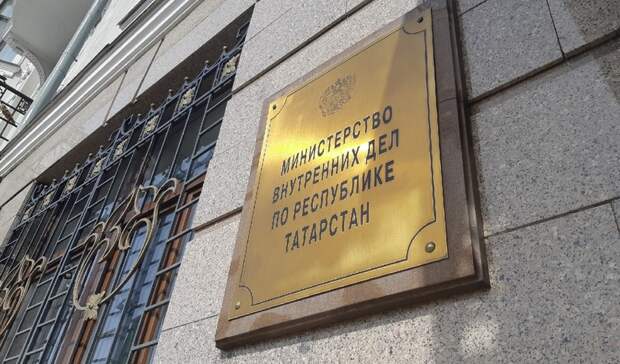 МИНИСТЕРСТВО
ВНУТРЕННИХ ДЕЛ
ПО РЕСПУБЛИКЕ
ТАТАРСТАН